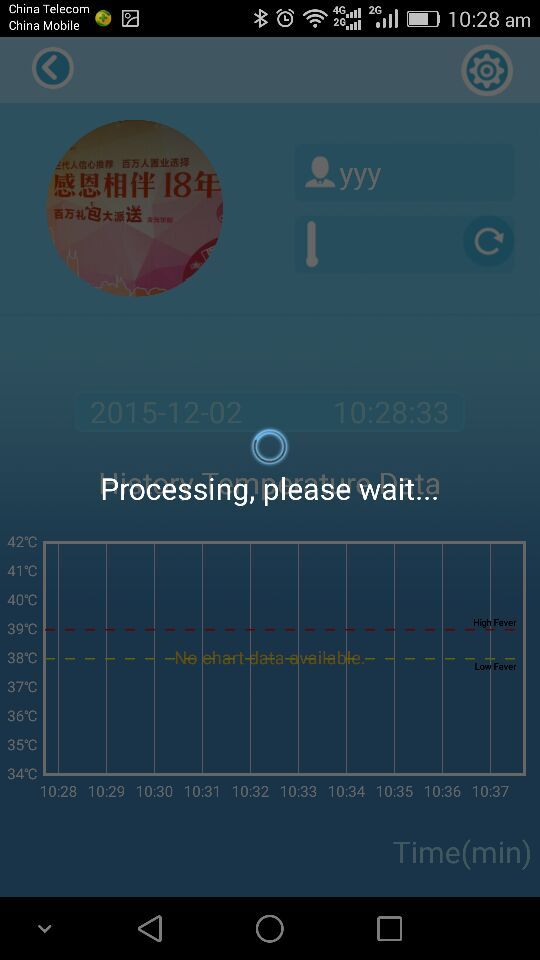 China Telecom
China Mobile
4G
2G
2G
10:28 am
三代人信心推荐 百万人置业选择
感恩相伴 18年
百万礼包大派送
yyy
2015-12-02 10:28:33
History Temperature Data
Processing, please wait...
42℃
41℃
40℃
39℃
38℃
37℃
36℃
35℃
34℃
High Fever
No chart data available.
Low Fever
10:28 10:29 10:30 10:31 10:32 10:33 10:34 10:35 10:36 10:37
Time(min)